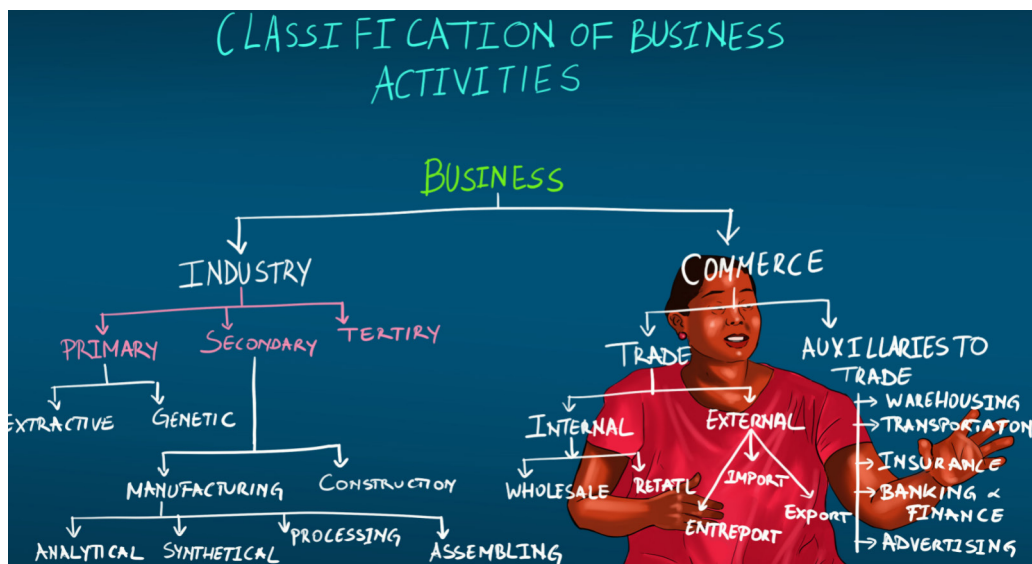 CLASSIFICATION OF BUSINESS
ACTIVITIES
BUSINESS
INDUSTRY
COMMERCE
PRIMARY
SECONDARY
TERTIRY
TRADE
AUXILLARIES TO
TRADE
EXTRACTIVE
GENETIC
INTERNAL
EXTERNAL
WAREHOUSING
TRANSPORTIATON
MANUFACTURING
CONSTRUCTION
WHOLESALE
RETATL
IMPORT
ENTREPORT
EXPORT
INSURANCE
BANKING &
FINANCE
ADVERTISING
ANALYTICAL
SYNTHETICAL
PROCESSING
ASSEMBLING